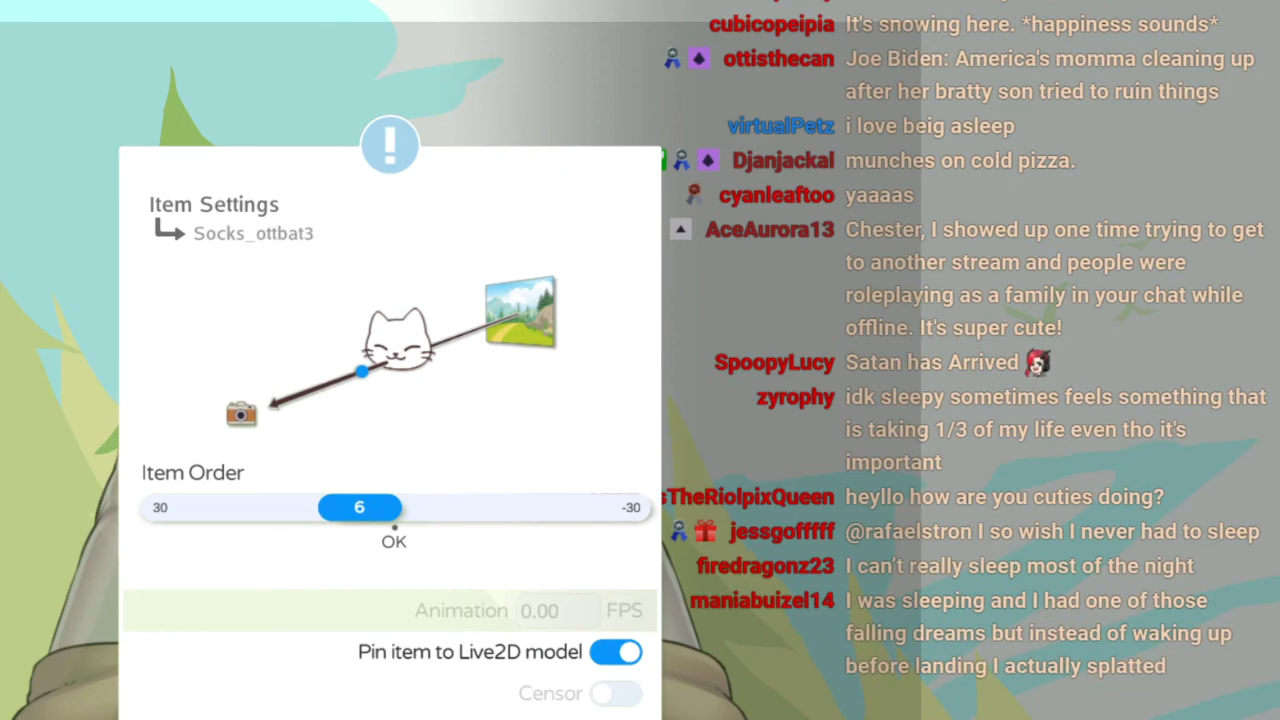 Item Settings
Socks_ottbat3
Item Order
30
6
-30
OK
Animation 0.00 FPS
Pin item to Live2D model
Censor
cubicopeipia It's snowing here. *happiness sounds*
ottisthecan Joe Biden: America's momma cleaning up
after her bratty son tried to ruin things
virtualPetz i love beig asleep
Djanjackal munches on cold pizza.
cyanleaftoo yaaaas
AceAurora13 Chester, I showed up one time trying to get
to another stream and people were
roleplaying as a family in your chat while
offline. It's super cute!
SpoopyLucy Satan has Arrived
zyrophy idk sleepy sometimes feels something that
is taking 1/3 of my life even tho it's
important
sTheRiolpixQueen heyllo how are you cuties doing?
jessgofffff @rafaelstron I so wish I never had to sleep
firedragonz23 I can't really sleep most of the night
maniabuizel14 I was sleeping and I had one of those
falling dreams but instead of waking up
before landing I actually splatted